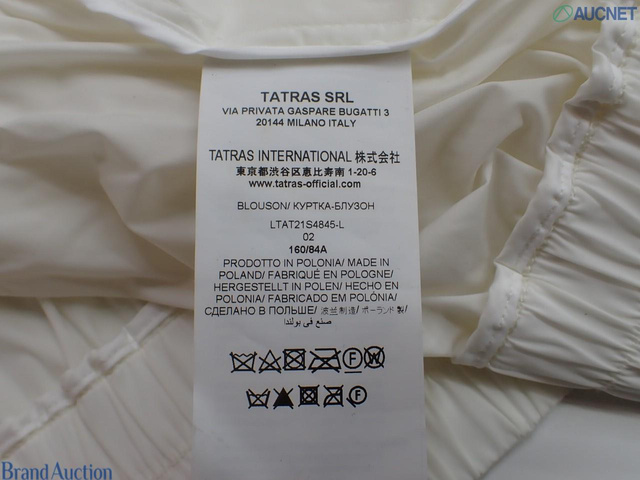 AUCNET
TATRAS SRL
VIA PRIVATA GASPARE BUGATTI 3
20144 MILANO ITALY
TATRAS INTERNATIONAL 株式会社
東京都渋谷区恵比寿南 1-20-6
www.tatras-official.com
BLOUSON/ КУРТКА-БЛУЗОН
LTAT21S4845-L
02
160/84A
PRODOTTO IN POLONIA/ MADE IN
POLAND/ FABRIQUÉ EN POLOGNE/
HERGESTELLT IN POLEN/ HECHO EN
POLONIA/ FABRICADO EM POLÔNIA/
СДЕЛАНО В ПОЛЬШЕ/ 波兰制造/ ポーランド製/
صنع في بولندا
F W
F
Brand Auction